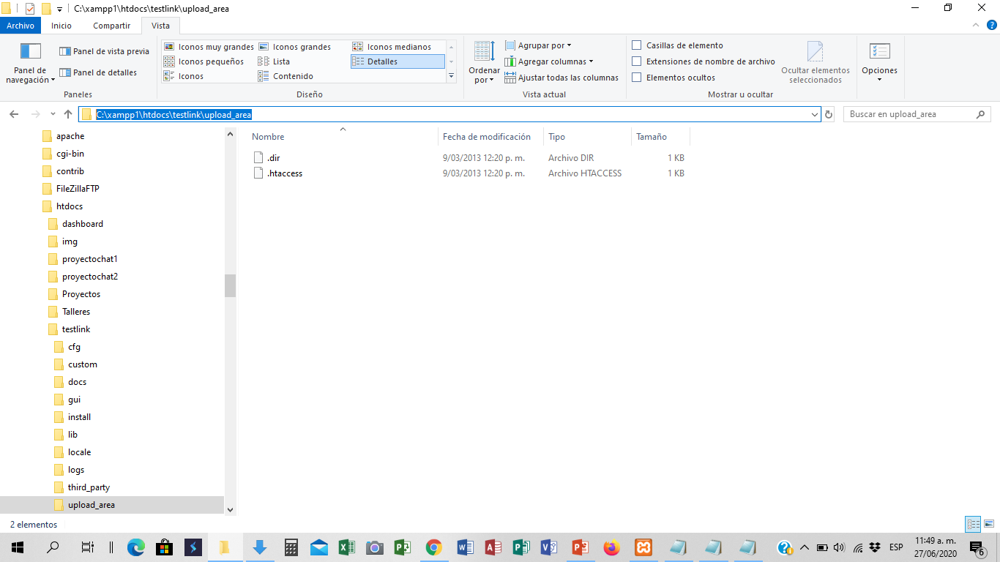 C:\xampp1\htdocs\testlink\upload_area
Archivo Inicio Compartir Vista
Panel de navegación
Panel de vista previa
Panel de detalles
Paneles
Iconos muy grandes Iconos grandes Iconos medianos
Iconos pequeños Lista Detalles
Iconos Contenido
Diseño
Ordenar por
Agrupar por
Agregar columnas
Ajustar todas las columnas
Vista actual
Casillas de elemento
Extensiones de nombre de archivo
Elementos ocultos
Ocultar elementos seleccionados
Mostrar u ocultar
Opciones
C:\xampp1\htdocs\testlink\upload_area
Buscar en upload_area
apache
cgi-bin
contrib
FileZillaFTP
htdocs
dashboard
img
proyectochat1
proyectochat2
Proyectos
Talleres
testlink
cfg
custom
docs
gui
install
lib
locale
logs
third_party
upload_area
Nombre Fecha de modificación Tipo Tamaño
.dir 9/03/2013 12:20 p. m. Archivo DIR 1 KB
.htaccess 9/03/2013 12:20 p. m. Archivo HTACCESS 1 KB
2 elementos
ESP
11:49 a. m.
27/06/2020
6